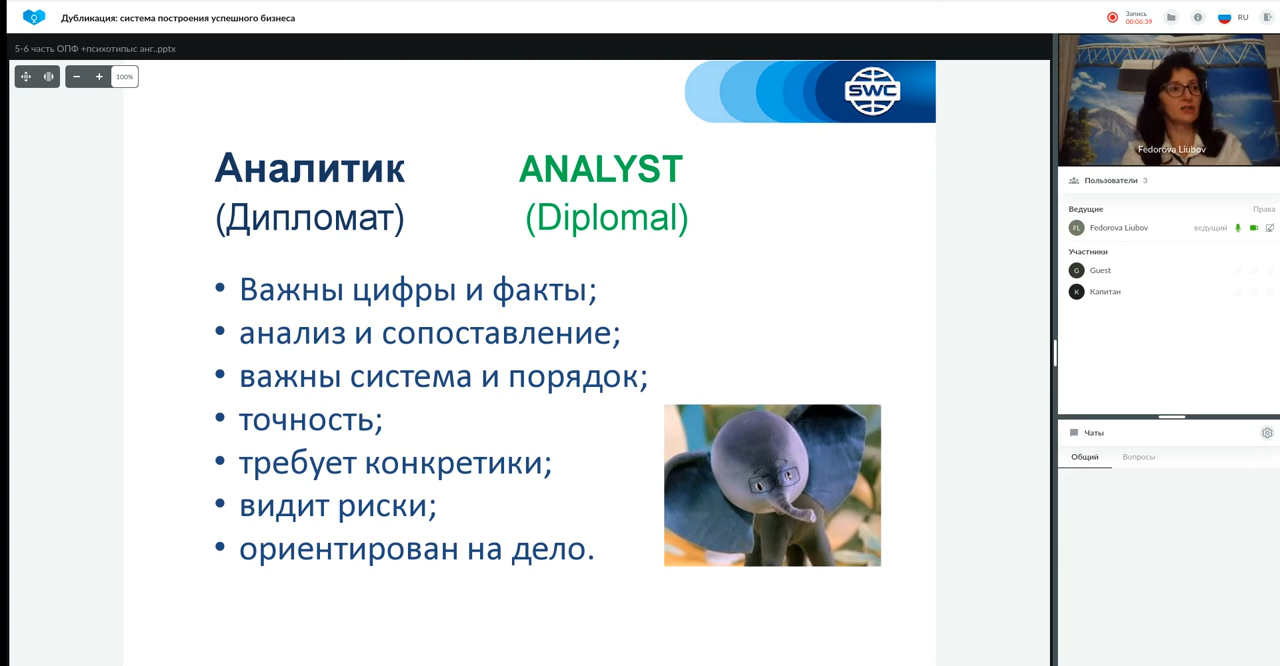 Дубликация: система построения успешного бизнеса
Запись
00:06:39
RU
5-6 часть ОПФ +психотипыс анг..pptx
100%
SWC
Аналитик ANALYST
(Дипломат) (Diplomal)
• Важны цифры и факты;
• анализ и сопоставление;
• важны система и порядок;
• точность;
• требует конкретики;
• видит риски;
• ориентирован на дело.
Fedorova Liubov
Пользователи 3
Ведущие Права
FL Fedorova Liubov ведущий
Участники
G Guest
К Капитан
Чаты
Общий Вопросы